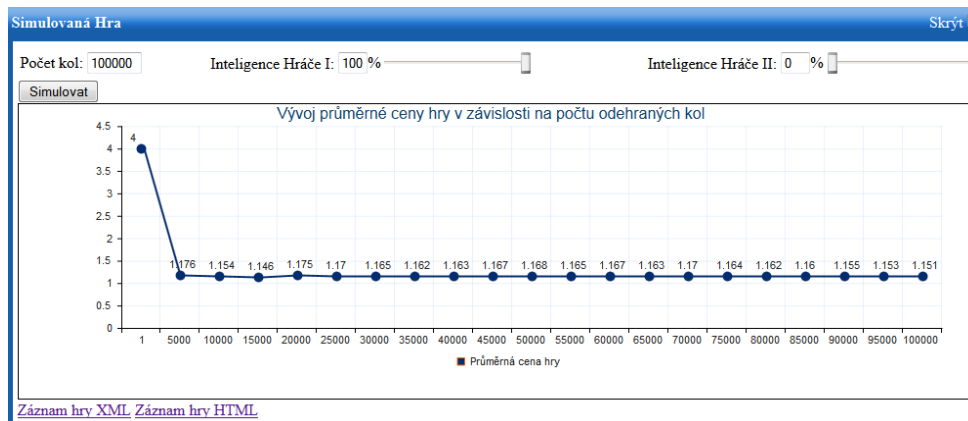 Simulovaná Hra Skrýt
Počet kol: 100000 Inteligence Hráče I: 100 % Inteligence Hráče II: 0 %
Simulovat
Vývoj průměrné ceny hry v závislosti na počtu odehraných kol
4.5
4
3.5
3
2.5
2
1.5
1
0.5
0
4 1.176 1.154 1.146 1.175 1.17 1.165 1.162 1.163 1.167 1.168 1.165 1.167 1.163 1.17 1.164 1.162 1.16 1.155 1.153 1.151
1 5000 10000 15000 20000 25000 30000 35000 40000 45000 50000 55000 60000 65000 70000 75000 80000 85000 90000 95000 100000
Průměrná cena hry
Záznam hry XML Záznam hry HTML